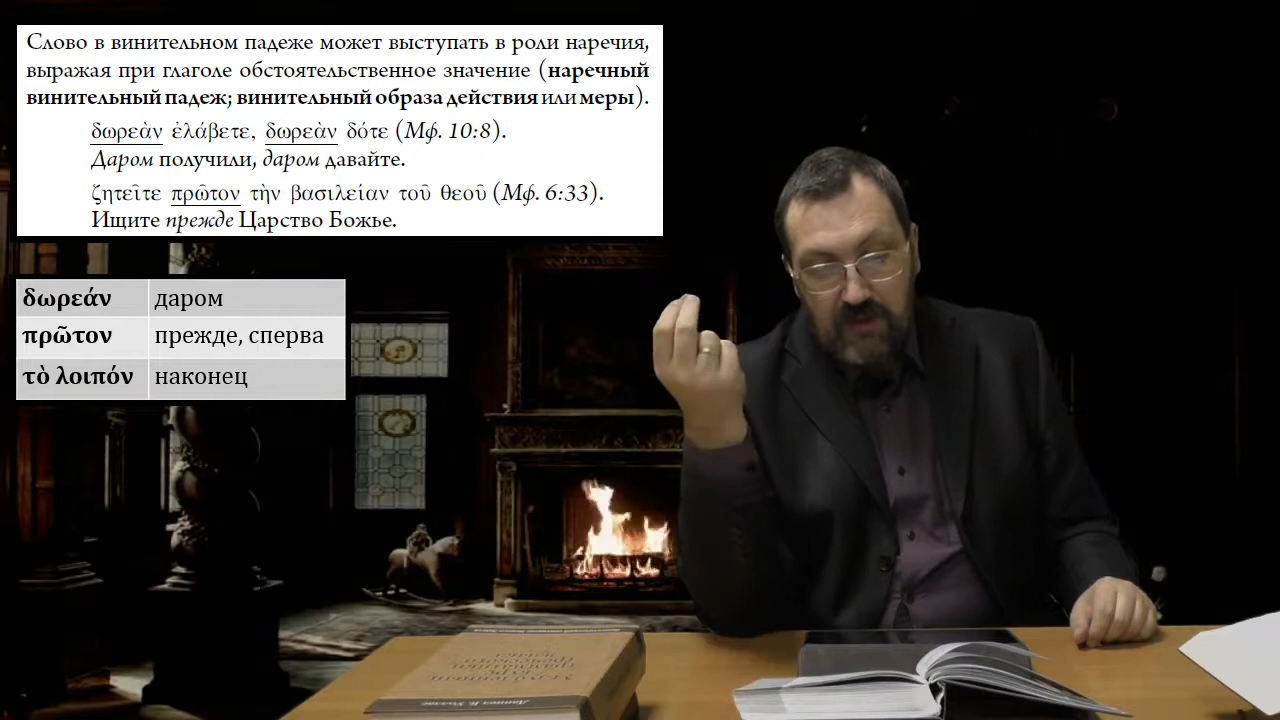 Слово в винительном падеже может выступать в роли наречия,
выражая при глаголе обстоятельственное значение (наречный
винительный падеж; винительный образа действия или меры).
δωρεὰν ἐλάβετε, δωρεὰν δότε (Мф. 10:8).
Даром получили, даром давайте.
ζητεῖτε πρῶτον τὴν βασιλείαν τοῦ θεοῦ (Мф. 6:33).
Ищите прежде Царство Божье.
δωρεάν даром
πρῶτον прежде, сперва
τὸ λοιπόν наконец